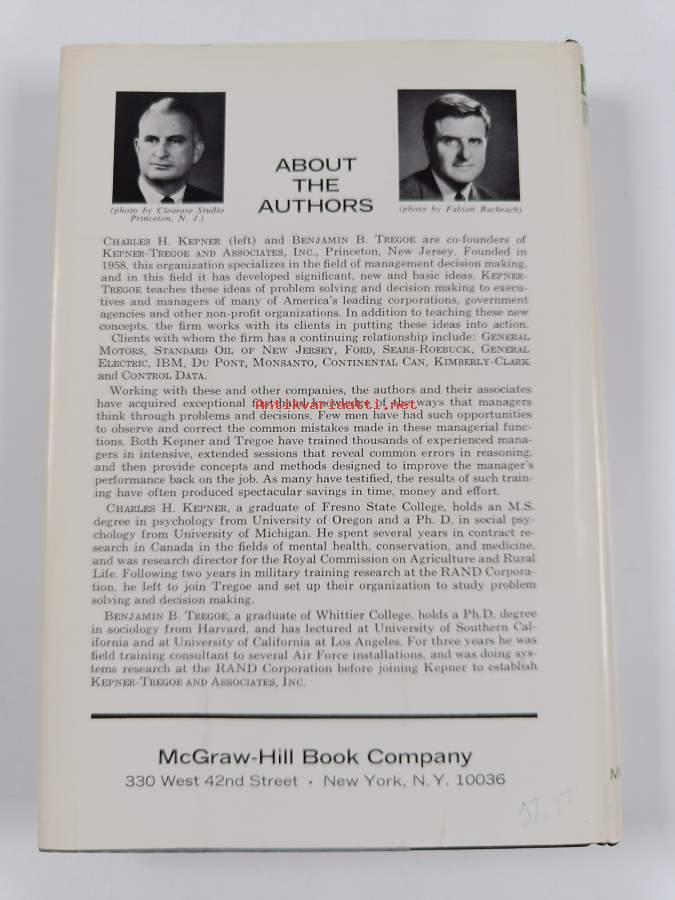 ABOUT
THE
AUTHORS
(photo by Clearose Studio
Princeton, N. J.)
(photo by Fabian Bachrach)
CHARLES H. KEPNER (left) and BENJAMIN B. TREGOE are co-founders of
KEPNER-TREGOE AND ASSOCIATES, INC., Princeton, New Jersey. Founded in
1958, this organization specializes in the field of management decision making,
and in this field it has developed significant, new and basic ideas. KEPNER-
TREGOE teaches these ideas of problem solving and decision making to execu-
tives and managers of many of America's leading corporations, government
agencies and other non-profit organizations. In addition to teaching these new
concepts, the firm works with its clients in putting these ideas into action.
Clients with whom the firm has a continuing relationship include: GENERAL
MOTORS, STANDARD OIL OF NEW JERSEY, FORD, SEARS-ROEBUCK, GENERAL
ELECTRIC, IBM, DU PONT, MONSANTO, CONTINENTAL CAN, KIMBERLY-CLARK
and CONTROL DATA.
Working with these and other companies, the authors and their associates
have acquired exceptional firsthand knowledge of the ways that managers
Antikvariaatti.net
think through problems and decisions. Few men have had such opportunities
to observe and correct the common mistakes made in these managerial func-
tions. Both Kepner and Tregoe have trained thousands of experienced mana-
gers in intensive, extended sessions that reveal common errors in reasoning,
and then provide concepts and methods designed to improve the manager's
performance back on the job. As many have testified, the results of such train-
ing have often produced spectacular savings in time, money and effort.
CHARLES H. KEPNER, a graduate of Fresno State College, holds an M.S.
degree in psychology from University of Oregon and a Ph. D. in social psy-
chology from University of Michigan. He spent several years in contract re-
search in Canada in the fields of mental health, conservation, and medicine,
and was research director for the Royal Commission on Agriculture and Rural
Life. Following two years in military training research at the RAND Corpora-
tion, he left to join Tregoe and set up their organization to study problem
solving and decision making.
BENJAMIN B. TREGOE, a graduate of Whittier College, holds a Ph.D. degree
in sociology from Harvard, and has lectured at University of Southern Cal-
ifornia and at University of California at Los Angeles. For three years he was
field training consultant to several Air Force installations, and was doing sys-
tems research at the RAND Corporation before joining Kepner to establish
KEPNER-TREGOE AND ASSOCIATES, INC.
McGraw-Hill Book Company
330 West 42nd Street • New York, N.Y. 10036